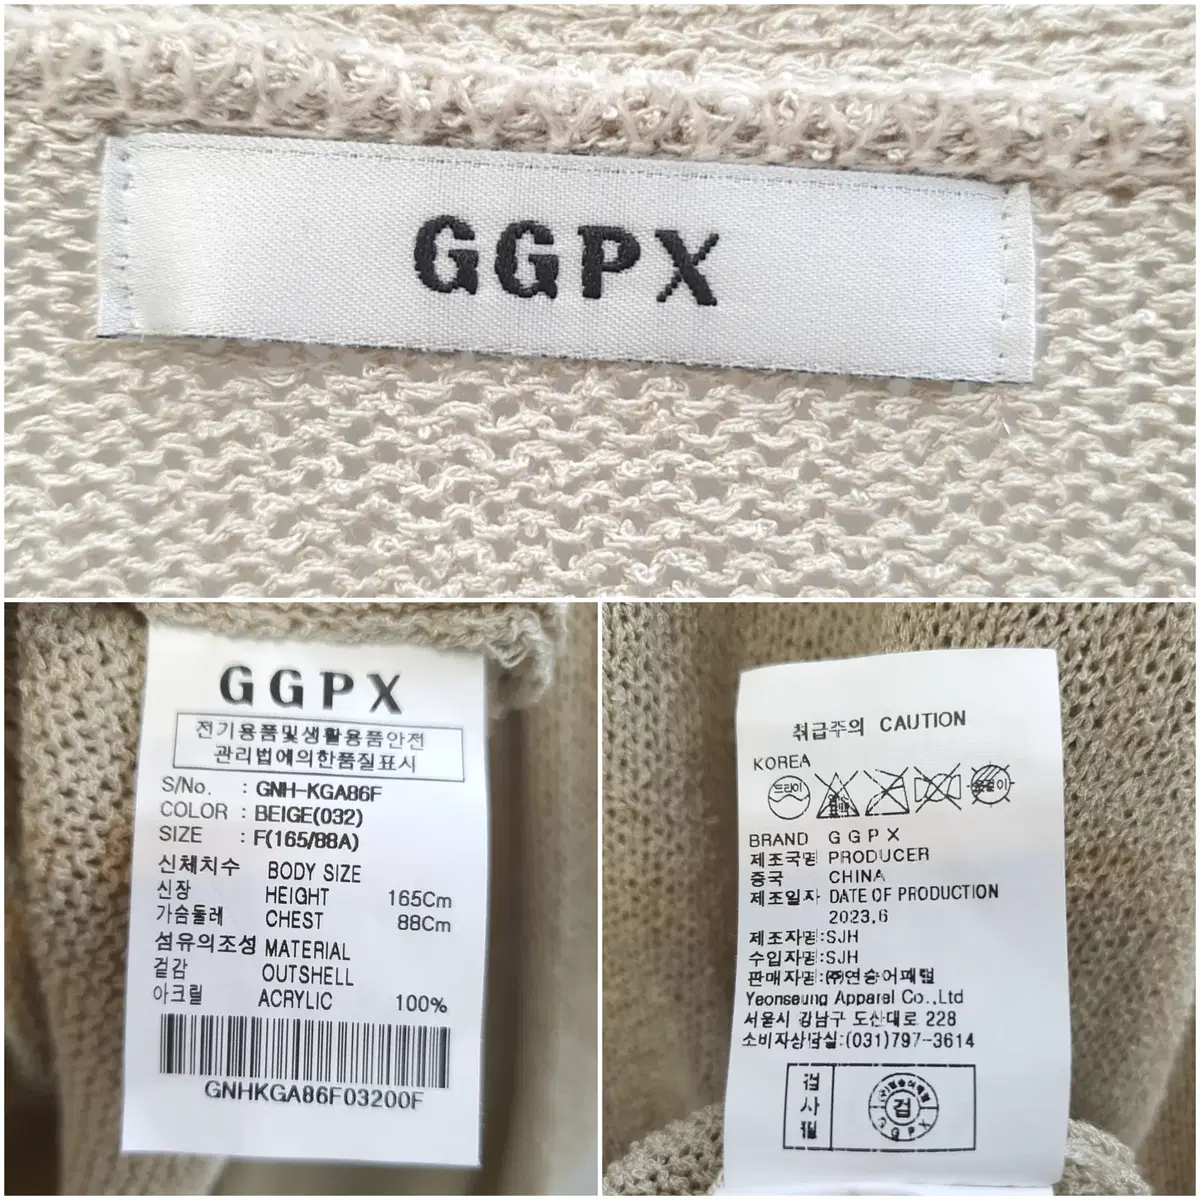 GGPX
GGPX
전기용품및생활용품안전
관리법에의한품질표시
S/No. : GNH-KGA86F
COLOR : BEIGE(032)
SIZE : F(165/88A)
신체치수 BODY SIZE
신장 HEIGHT 165Cm
가슴둘레 CHEST 88Cm
섬유의조성 MATERIAL
겉감 OUTSHELL
아크릴 ACRYLIC 100%
GNHKGA86F03200F
취급주의 CAUTION
KOREA
드라이
BRAND GGPX
제조국명 PRODUCER
중국 CHINA
제조일자 DATE OF PRODUCTION
2023,6
제조자명:SJH
수입자명:SJH
판매자명:㈜연승어패럴
Yeonseung Apparel Co.,Ltd
서울시 강남구 도산대로 228
소비자상담실:(031)797-3614
검
사
필
검
GGPX